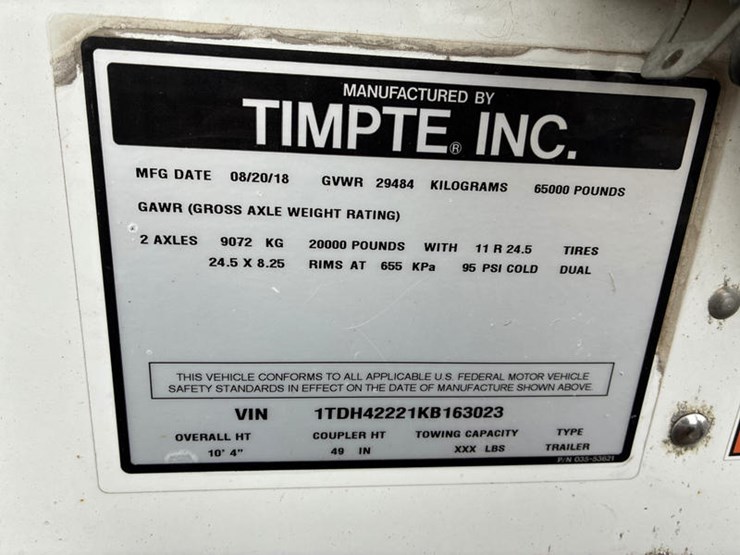 MANUFACTURED BY
TIMPTE® INC.
MFG DATE 08/20/18 GVWR 29484 KILOGRAMS 65000 POUNDS
GAWR (GROSS AXLE WEIGHT RATING)
2 AXLES 9072 KG 20000 POUNDS WITH 11 R 24.5 TIRES
24.5 X 8.25 RIMS AT 655 KPa 95 PSI COLD DUAL
THIS VEHICLE CONFORMS TO ALL APPLICABLE U.S. FEDERAL MOTOR VEHICLE
SAFETY STANDARDS IN EFFECT ON THE DATE OF MANUFACTURE SHOWN ABOVE.
VIN 1TDH42221KB163023
OVERALL HT COUPLER HT TOWING CAPACITY TYPE
10' 4" 49 IN XXX LBS TRAILER
P/N 035-53621